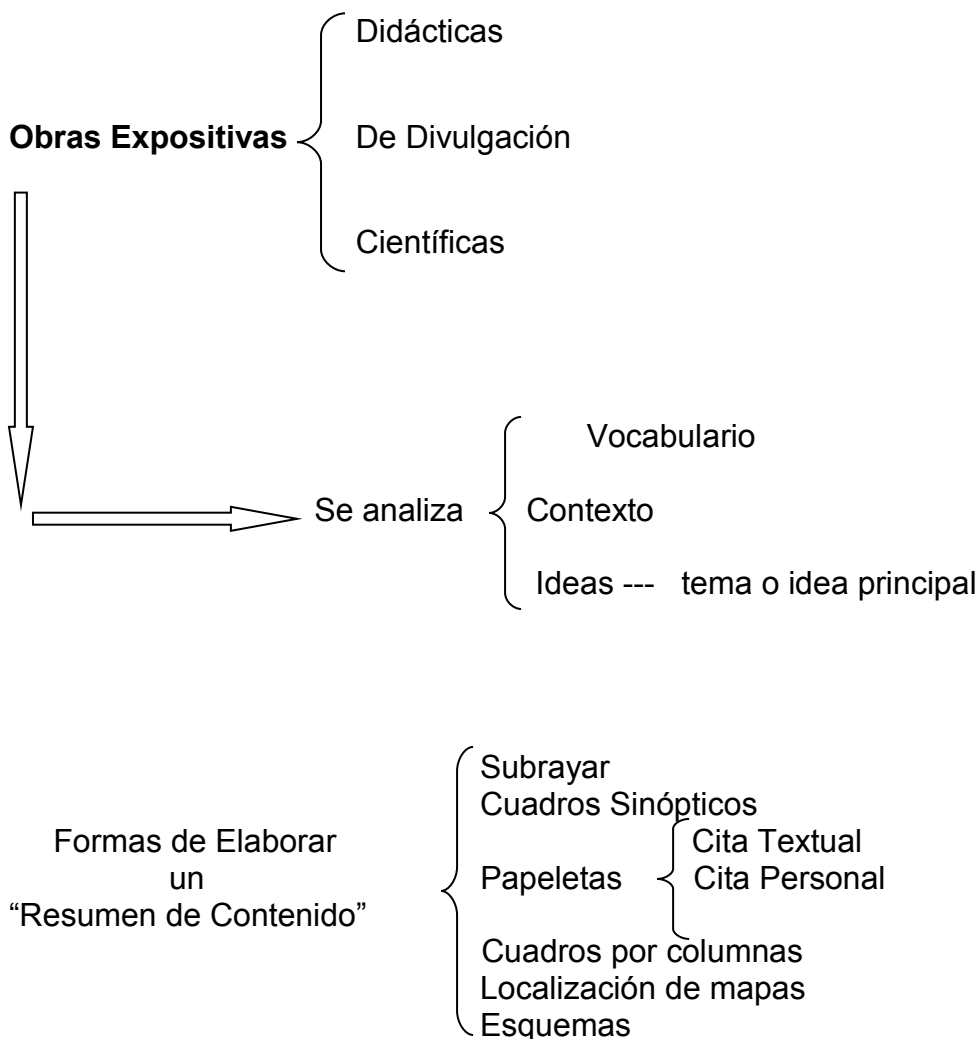 Didácticas
Obras Expositivas
De Divulgación
Científicas
Se analiza
Vocabulario
Contexto
Ideas --- tema o idea principal
Formas de Elaborar
un
“Resumen de Contenido”
Subrayar
Cuadros Sinópticos
Papeletas
Cita Textual
Cita Personal
Cuadros por columnas
Localización de mapas
Esquemas